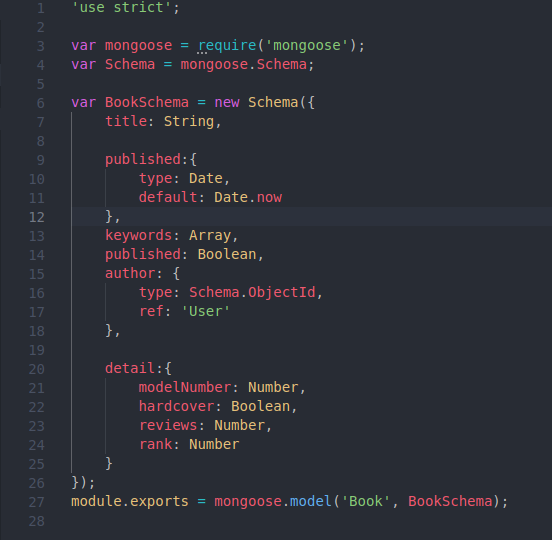 1 'use strict';
2
3 var mongoose = require('mongoose');
4 var Schema = mongoose.Schema;
5
6 var BookSchema = new Schema({
7 title: String,
8
9 published:{
10 type: Date,
11 default: Date.now
12 },
13 keywords: Array,
14 published: Boolean,
15 author: {
16 type: Schema.ObjectId,
17 ref: 'User'
18 },
19
20 detail:{
21 modelNumber: Number,
22 hardcover: Boolean,
23 reviews: Number,
24 rank: Number
25 }
26 });
27 module.exports = mongoose.model('Book', BookSchema);
28